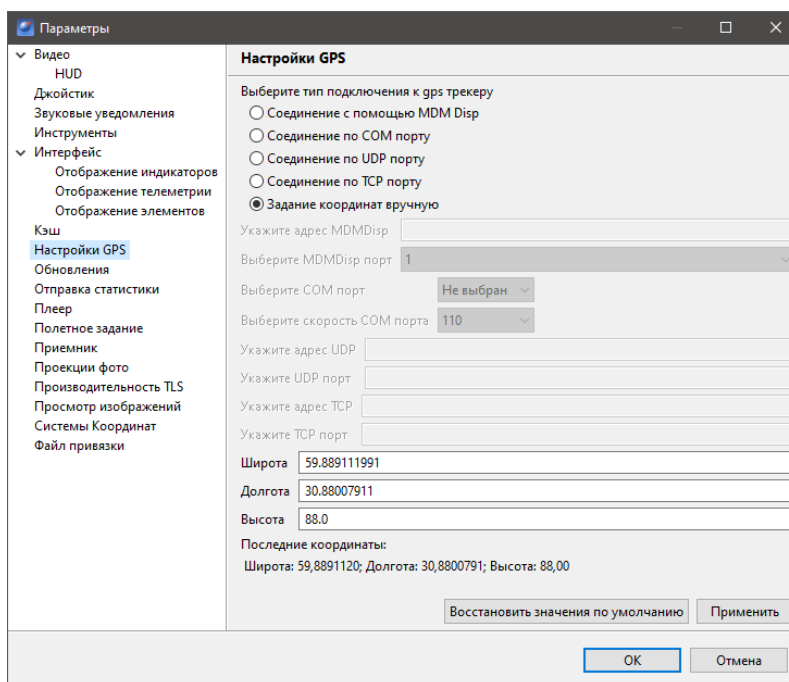 Параметры
Видео
HUD
Джойстик
Звуковые уведомления
Инструменты
Интерфейс
Отображение индикаторов
Отображение телеметрии
Отображение элементов
Кэш
Настройки GPS
Обновления
Отправка статистики
Плеер
Полетное задание
Приемник
Проекции фото
Производительность TLS
Просмотр изображений
Системы Координат
Файл привязки
Настройки GPS
Выберите тип подключения к gps трекеру
Соединение с помощью MDM Disp
Соединение по COM порту
Соединение по UDP порту
Соединение по TCP порту
Задание координат вручную
Укажите адрес MDMDisp
Выберите MDMDisp порт 1
Выберите COM порт Не выбран
Выберите скорость COM порта 110
Укажите адрес UDP
Укажите UDP порт
Укажите адрес TCP
Укажите TCP порт
Широта 59.889111991
Долгота 30.88007911
Высота 88.0
Последние координаты:
Широта: 59,8891120; Долгота: 30,8800791; Высота: 88,00
Восстановить значения по умолчанию Применить
OK Отмена